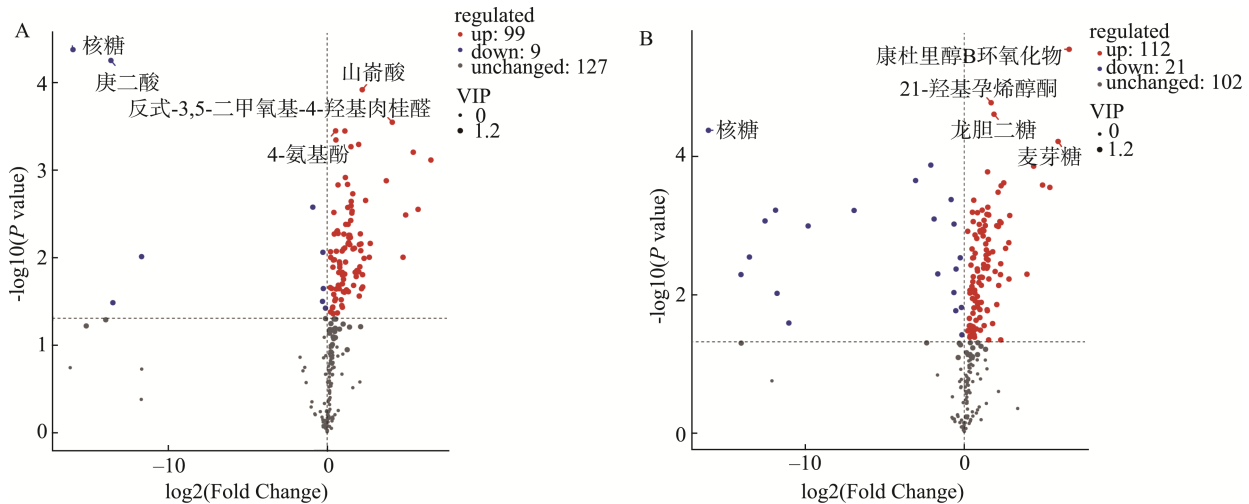 A
regulated
up: 99
down: 9
unchanged: 127
VIP
0
1.2
核糖
庚二酸
山嵛酸
反式-3,5-二甲氧基-4-羟基肉桂醛
4-氨基酚
4
3
2
1
0
-log10(P value)
−10
0
log2(Fold Change)
B
regulated
up: 112
down: 21
unchanged: 102
VIP
0
1.2
康杜里醇B环氧化物
21-羟基孕烯醇酮
核糖
龙胆二糖
麦芽糖
4
2
0
-log10(P value)
−10
0
log2(Fold Change)